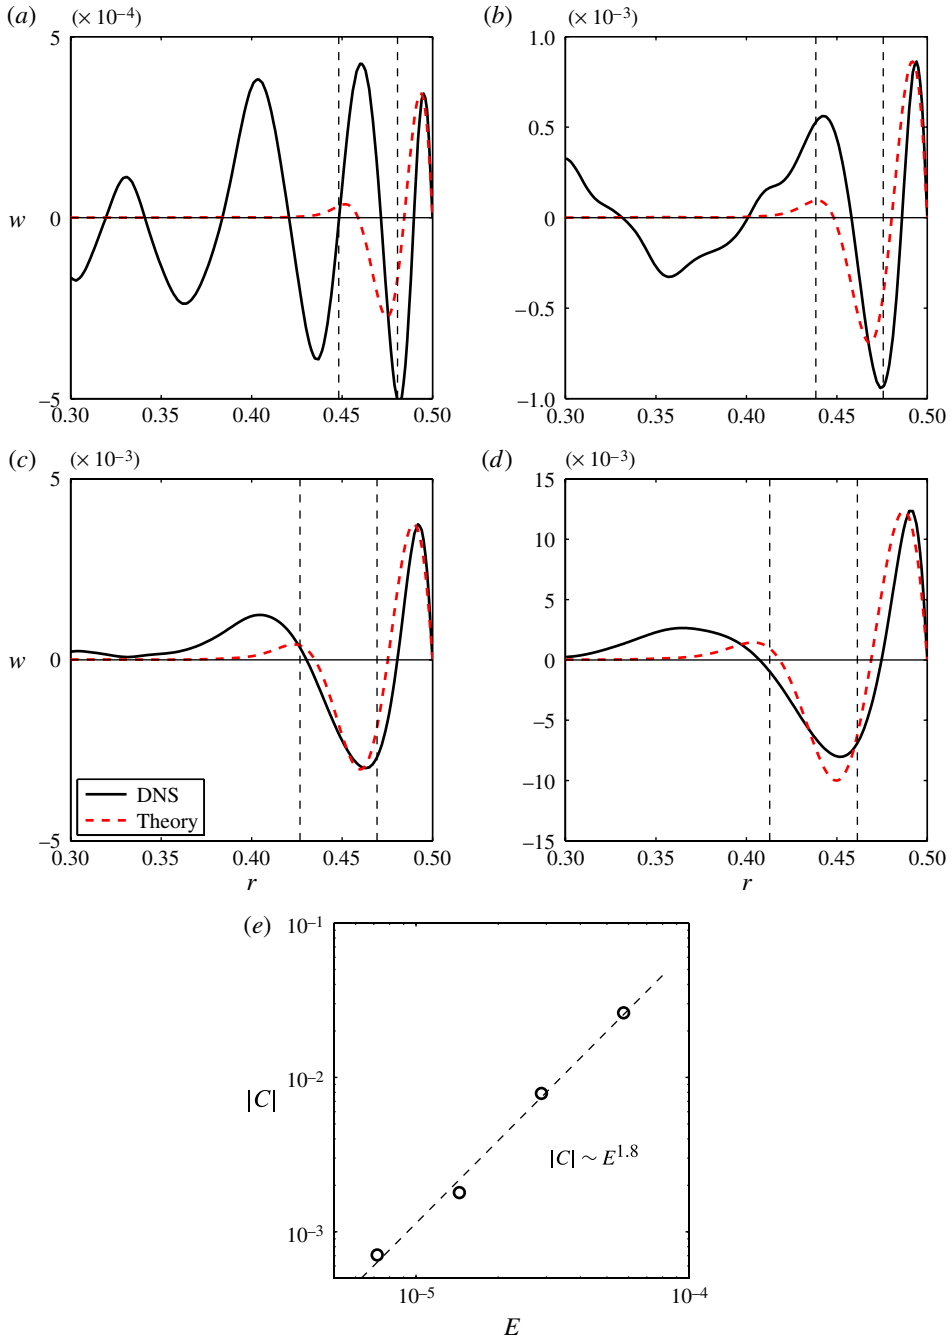 (a) (× 10⁻⁴) (b) (× 10⁻³)
5 1.0
0.5
w 0 0
−0.5
−5 −1.0
0.30 0.35 0.40 0.45 0.50 0.30 0.35 0.40 0.45 0.50
(c) (× 10⁻³) (d) (× 10⁻³)
5 15
10
5
w 0 0
−5
DNS −10
Theory
−5 −15
0.30 0.35 0.40 0.45 0.50 0.30 0.35 0.40 0.45 0.50
r r
(e) 10⁻¹
10⁻²
|C|
|C| ~ E¹·⁸
10⁻³
10⁻⁵ 10⁻⁴
E